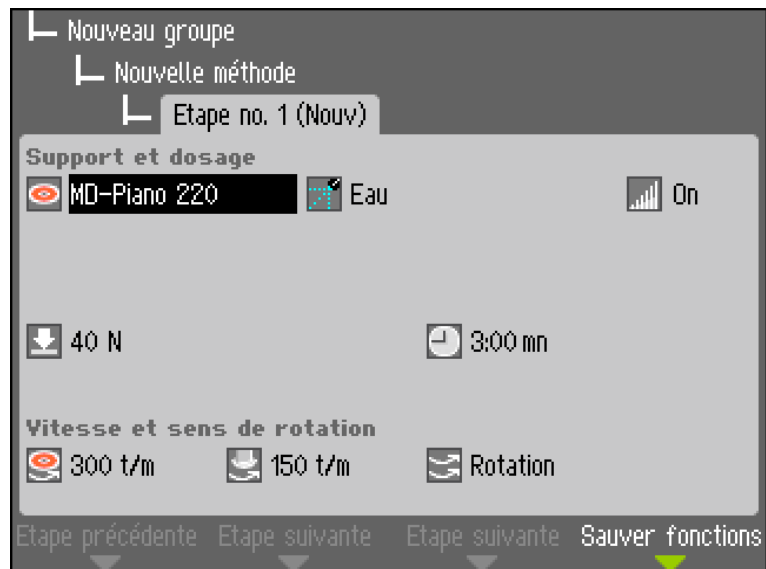 Nouveau groupe
Nouvelle méthode
Etape no. 1 (Nouv)
Support et dosage
MD-Piano 220 Eau On
40 N 3:00 mn
Vitesse et sens de rotation
300 t/m 150 t/m Rotation
Etape précédente Etape suivante Etape suivante Sauver fonctions